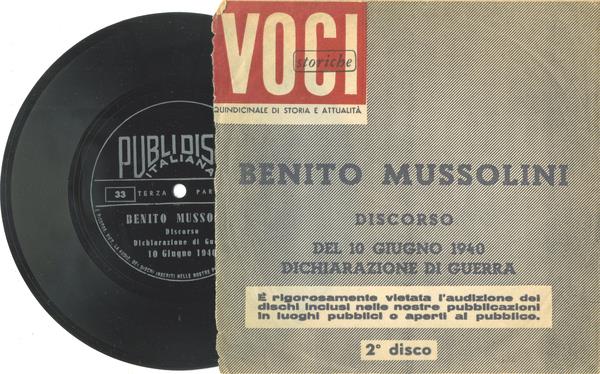 PUBLIDIS
ITALIANA
33
TERZA PAR
BENITO MUSSO
Discorso
Dichiarazione di Gue
10 Giugno 1940
VOCI
storiche
QUINDICINALE DI STORIA E ATTUALITÀ
BENITO MUSSOLINI
DISCORSO
DEL 10 GIUGNO 1940
DICHIARAZIONE DI GUERRA
È rigorosamente vietata l'audizione dei
dischi inclusi nelle nostre pubblicazioni
in luoghi pubblici o aperti al pubblico.
2° disco